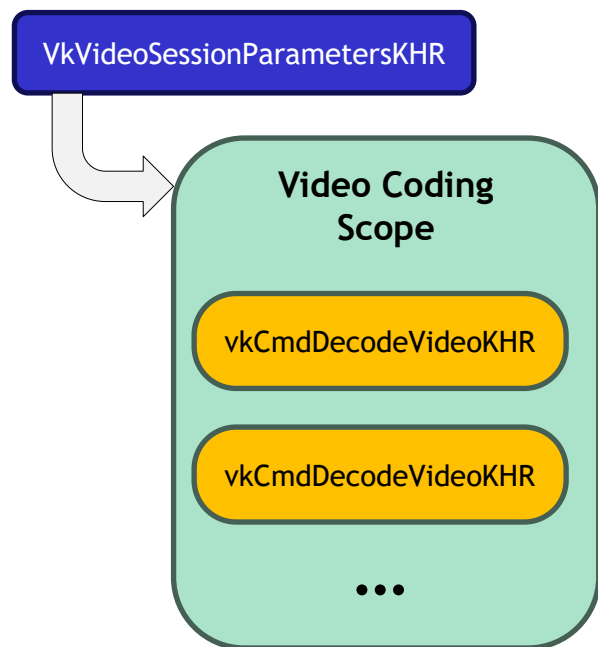 VkVideoSessionParametersKHR
Video Coding
Scope
vkCmdDecodeVideoKHR
vkCmdDecodeVideoKHR
...